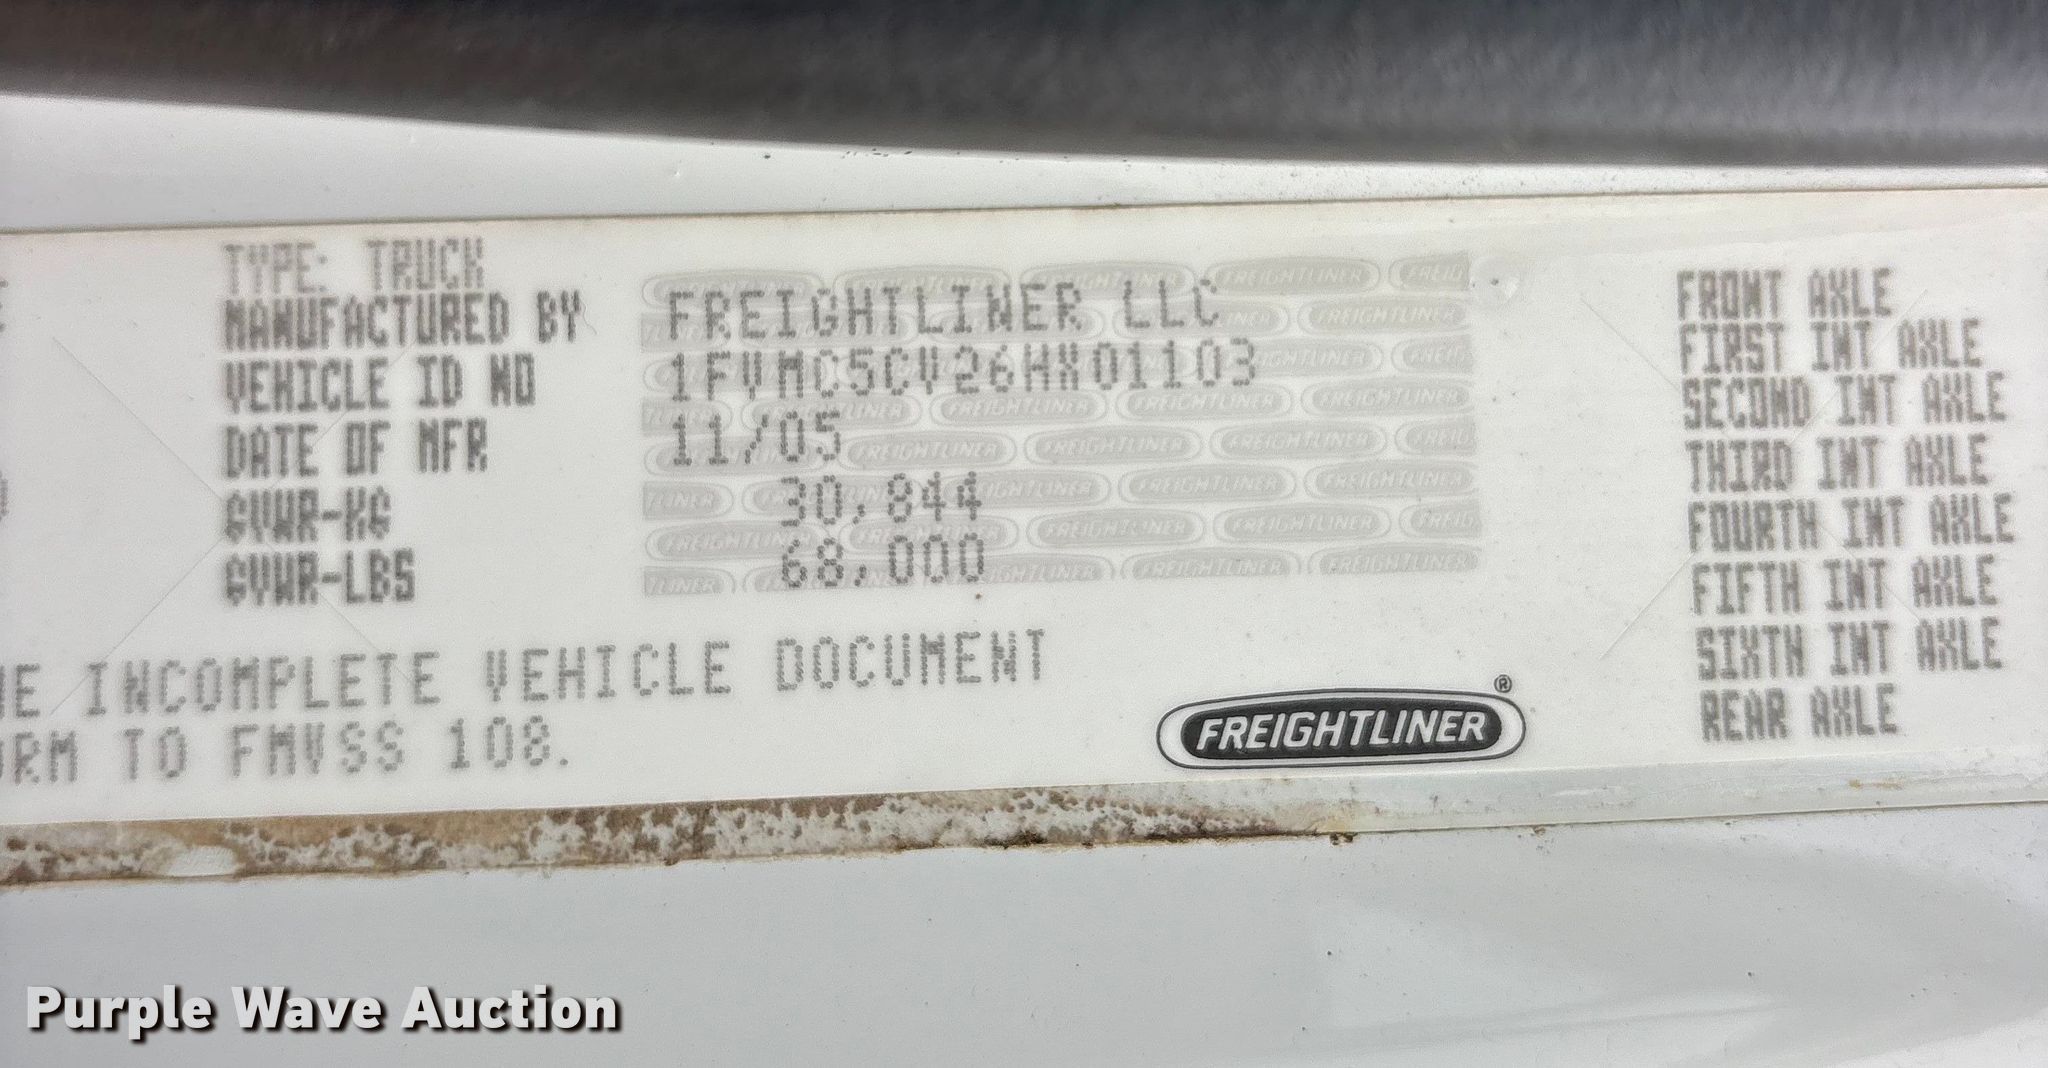 TYPE: TRUCK
MANUFACTURED BY FREIGHTLINER LLC
VEHICLE ID NO 1FVMC5CV26HX01103
DATE OF MFR 11/05
GVWR-KG 30,844
GVWR-LBS 68,000
INCOMPLETE VEHICLE DOCUMENT
TO FMVSS 108.
FREIGHTLINER®
FRONT AXLE
FIRST INT AXLE
SECOND INT AXLE
THIRD INT AXLE
FOURTH INT AXLE
FIFTH INT AXLE
SIXTH INT AXLE
REAR AXLE
Purple Wave Auction